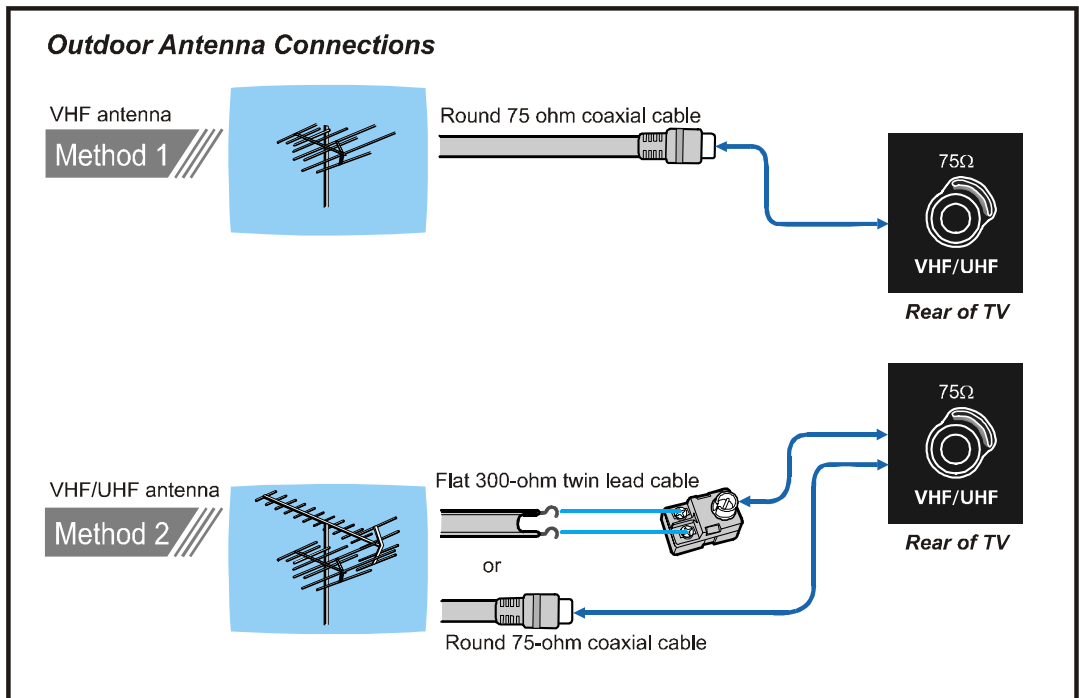 Outdoor Antenna Connections
VHF antenna
Method 1
Round 75 ohm coaxial cable
75Ω
VHF/UHF
Rear of TV
VHF/UHF antenna
Method 2
Flat 300-ohm twin lead cable
or
Round 75-ohm coaxial cable
75Ω
VHF/UHF
Rear of TV